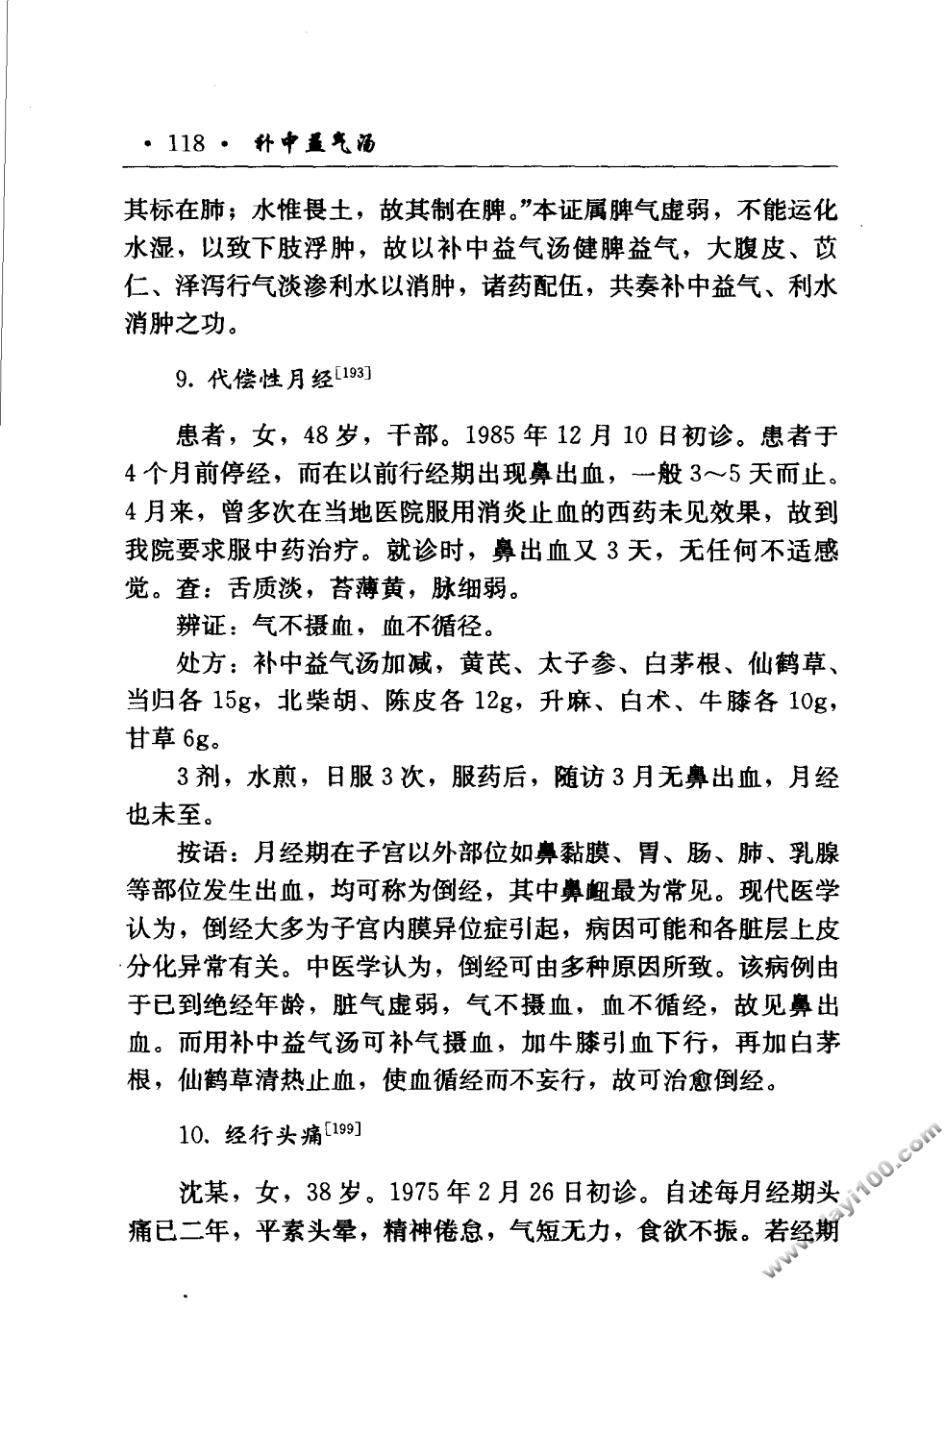 · 118 · 补中益气汤
其标在肺；水惟畏土，故其制在脾。”本证属脾气虚弱，不能运化
水湿，以致下肢浮肿，故以补中益气汤健脾益气，大腹皮、苡
仁、泽泻行气淡渗利水以消肿，诸药配伍，共奏补中益气、利水
消肿之功。
9. 代偿性月经[193]
患者，女，48岁，干部。1985年12月10日初诊。患者于
4个月前停经，而在以前行经期出现鼻出血，一般3～5天而止。
4月来，曾多次在当地医院服用消炎止血的西药未见效果，故到
我院要求服中药治疗。就诊时，鼻出血又3天，无任何不适感
觉。查：舌质淡，苔薄黄，脉细弱。
辨证：气不摄血，血不循径。
处方：补中益气汤加减，黄芪、太子参、白茅根、仙鹤草、
当归各15g，北柴胡、陈皮各12g，升麻、白术、牛膝各10g，
甘草6g。
3剂，水煎，日服3次，服药后，随访3月无鼻出血，月经
也未至。
按语：月经期在子宫以外部位如鼻黏膜、胃、肠、肺、乳腺
等部位发生出血，均可称为倒经，其中鼻衄最为常见。现代医学
认为，倒经大多为子宫内膜异位症引起，病因可能和各脏层上皮
分化异常有关。中医学认为，倒经可由多种原因所致。该病例由
于已到绝经年龄，脏气虚弱，气不摄血，血不循经，故见鼻出
血。而用补中益气汤可补气摄血，加牛膝引血下行，再加白茅
根，仙鹤草清热止血，使血循经而不妄行，故可治愈倒经。
10. 经行头痛[199]
沈某，女，38岁。1975年2月26日初诊。自述每月经期头
痛已二年，平素头晕，精神倦怠，气短无力，食欲不振。若经期